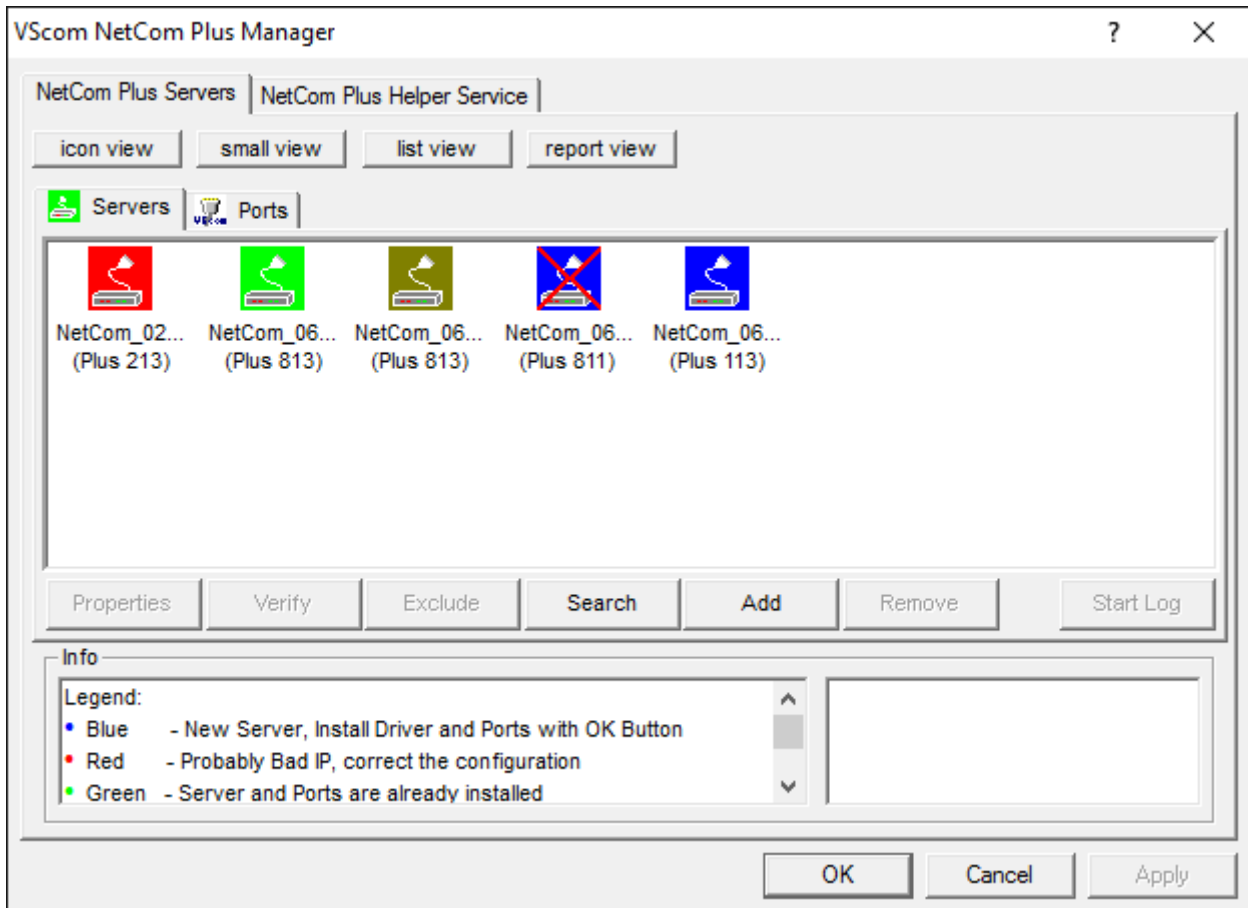 VScom NetCom Plus Manager
NetCom Plus Servers NetCom Plus Helper Service
icon view small view list view report view
Servers Ports
NetCom_02... NetCom_06... NetCom_06... NetCom_06... NetCom_06...
(Plus 213) (Plus 813) (Plus 813) (Plus 811) (Plus 113)
Properties Verify Exclude Search Add Remove Start Log
Info
Legend:
• Blue - New Server, Install Driver and Ports with OK Button
• Red - Probably Bad IP, correct the configuration
• Green - Server and Ports are already installed
OK Cancel Apply